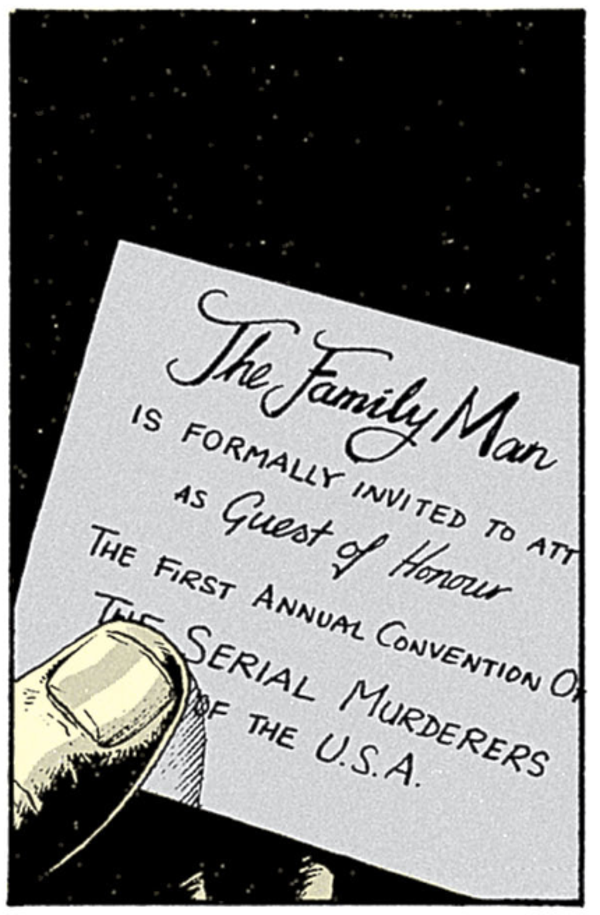 The Family Man
IS FORMALLY INVITED TO ATT
AS Guest of Honour
THE FIRST ANNUAL CONVENTION OF
THE SERIAL MURDERERS
OF THE U.S.A.